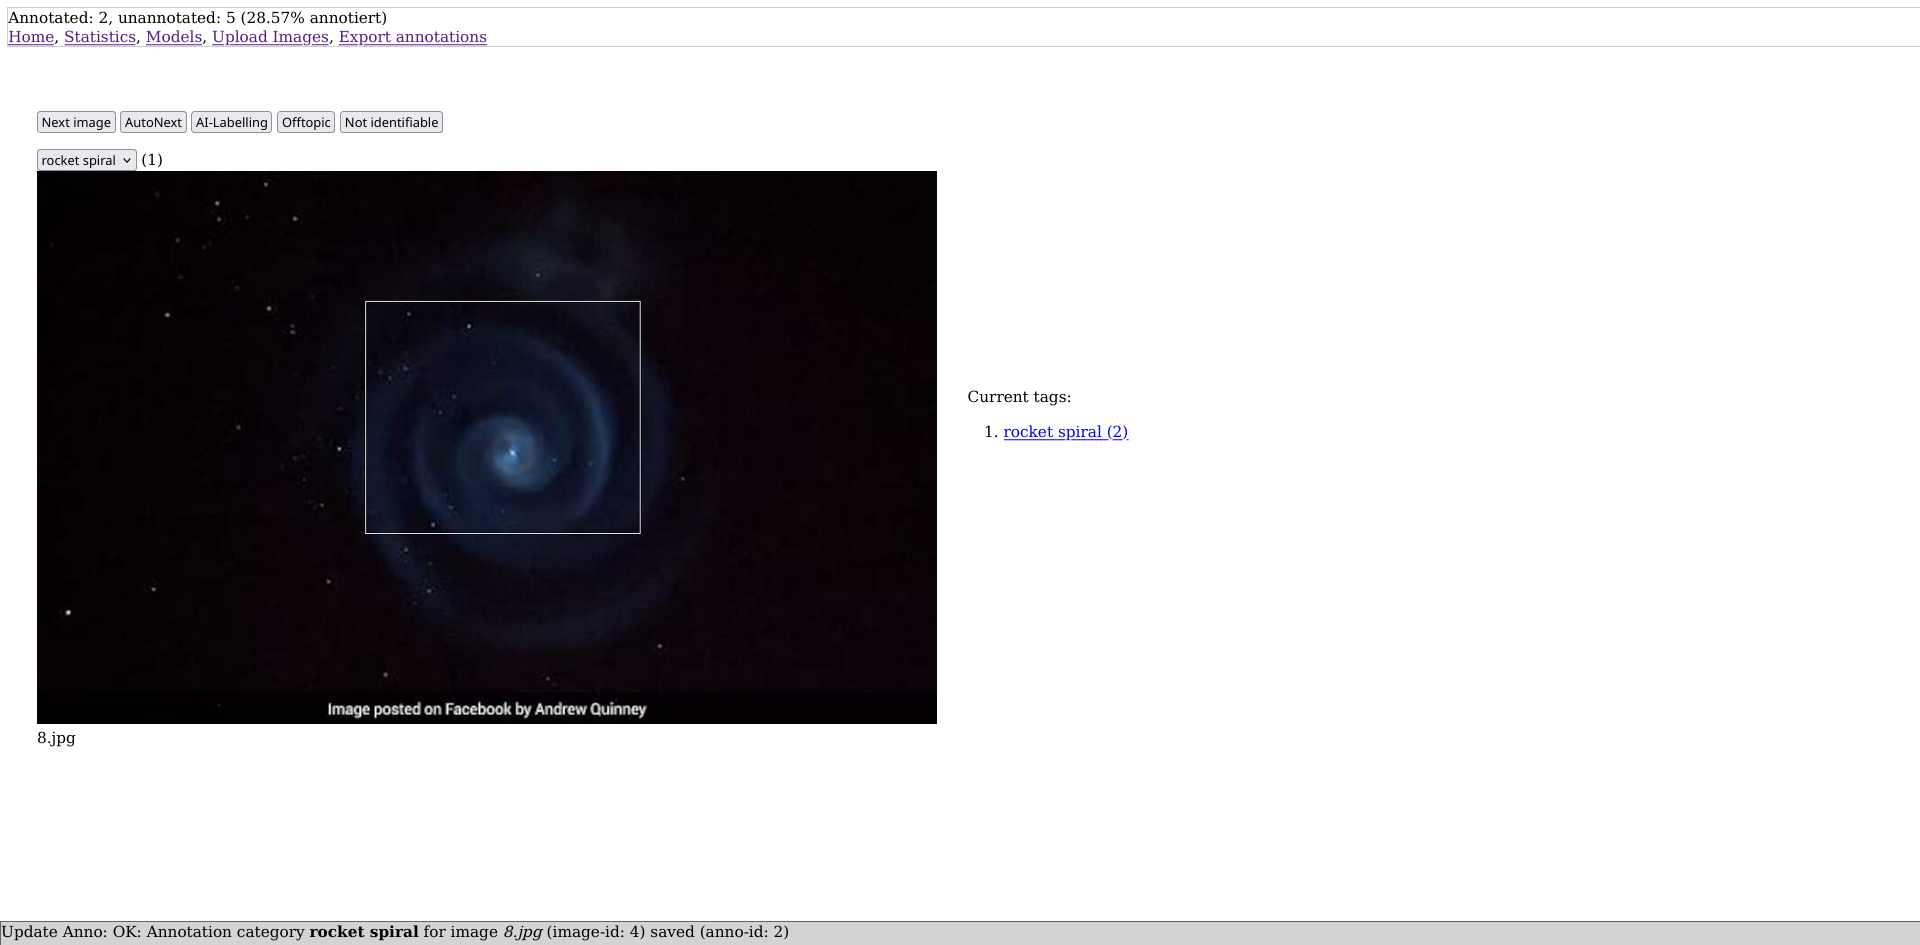 Annotated: 2, unannotated: 5 (28.57% annotiert)
Home, Statistics, Models, Upload Images, Export annotations
Next image AutoNext AI-Labelling Offtopic Not identifiable
rocket spiral (1)
Current tags:
1. rocket spiral (2)
Image posted on Facebook by Andrew Quinney
8.jpg
Update Anno: OK: Annotation category rocket spiral for image 8.jpg (image-id: 4) saved (anno-id: 2)